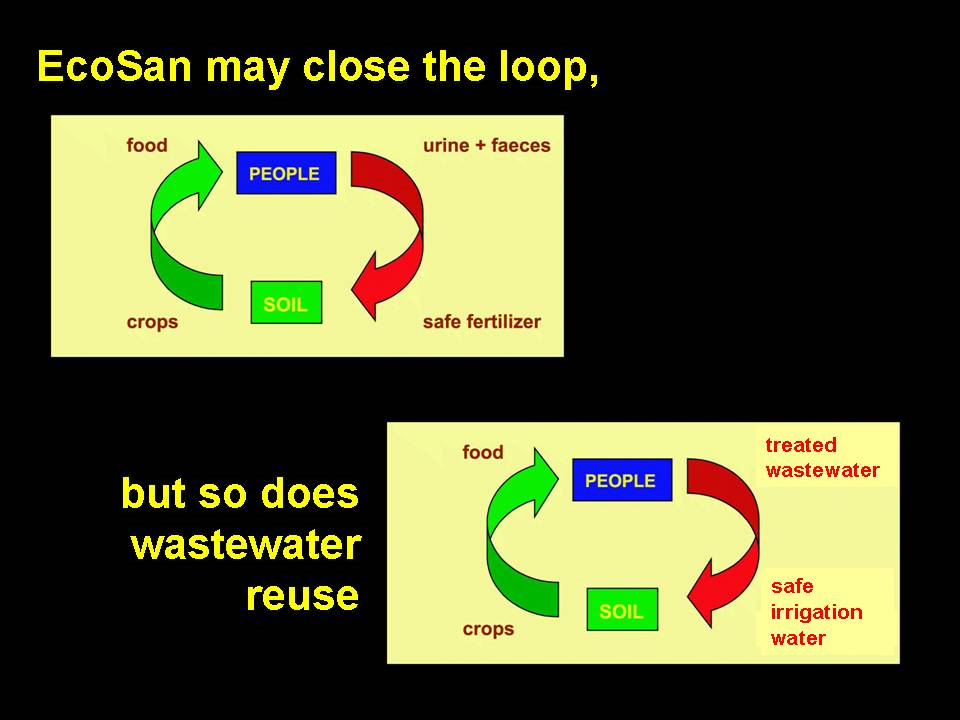 EcoSan may close the loop,
food
urine + faeces
PEOPLE
SOIL
crops
safe fertilizer
but so does
wastewater
reuse
food
treated
wastewater
PEOPLE
SOIL
crops
safe
irrigation
water